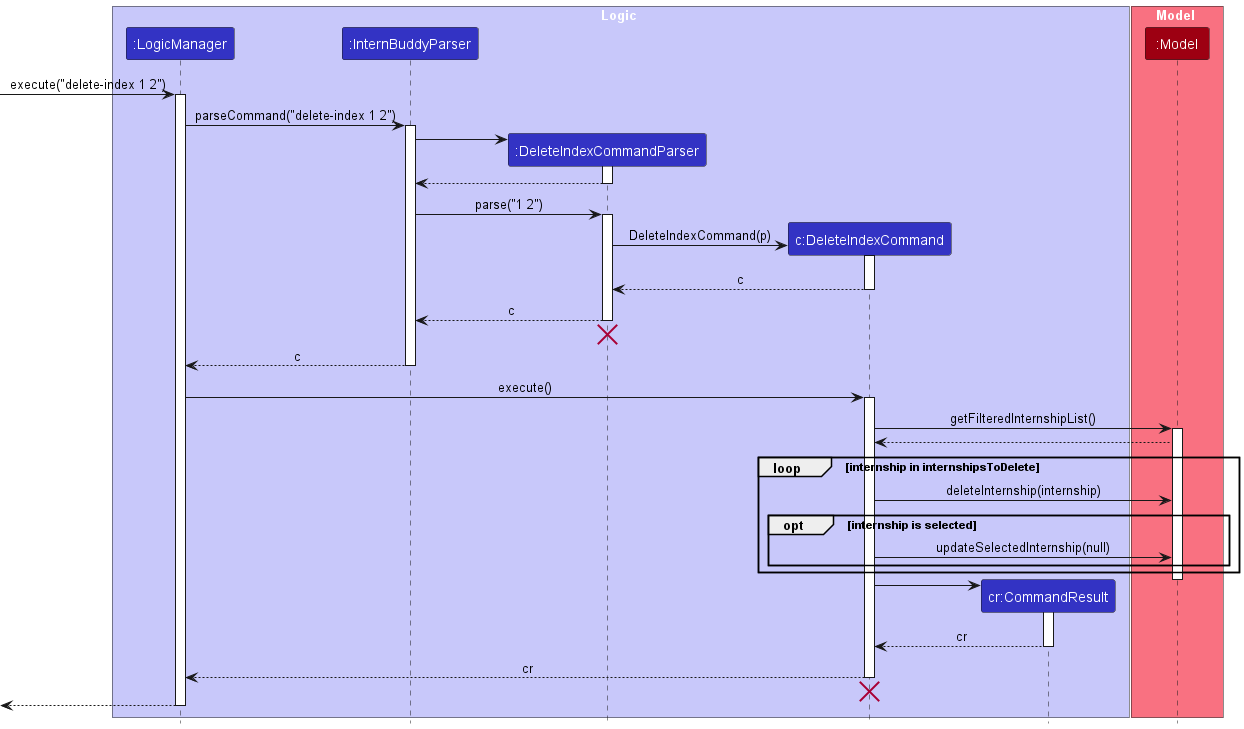 Logic
Model
:LogicManager
:InternBuddyParser
:Model
execute("delete-index 1 2")
parseCommand("delete-index 1 2")
:DeleteIndexCommandParser
parse("1 2")
DeleteIndexCommand(p)
c:DeleteIndexCommand
c
c
c
execute()
getFilteredInternshipList()
loop
[internship in internshipsToDelete]
deleteInternship(internship)
opt
[internship is selected]
updateSelectedInternship(null)
cr:CommandResult
cr
cr